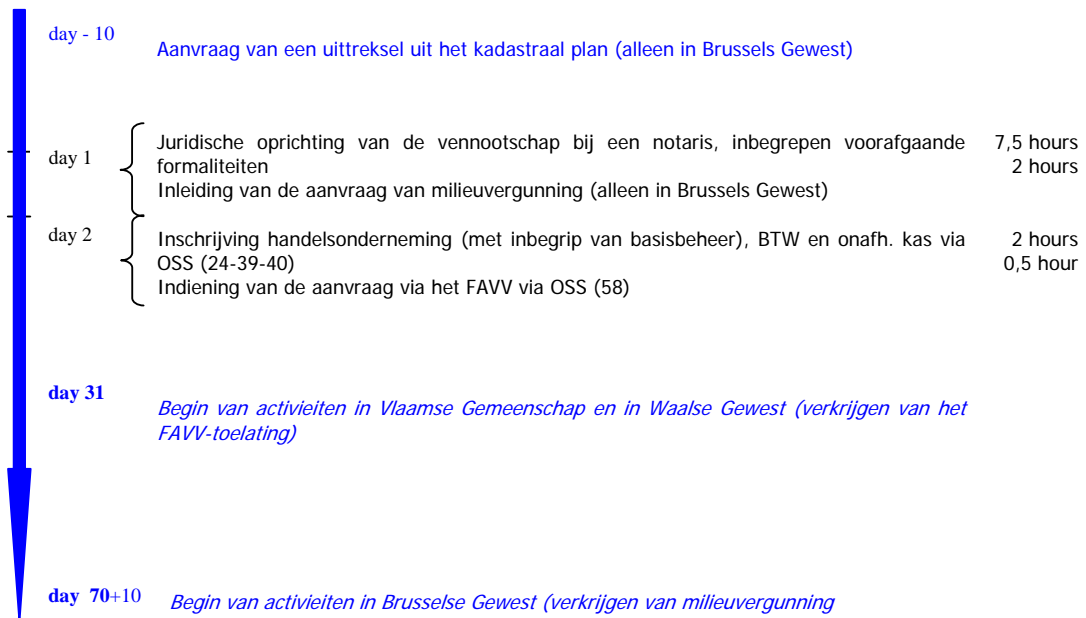 day - 10
Aanvraag van een uittreksel uit het kadastraal plan (alleen in Brussels Gewest)
day 1
Juridische oprichting van de vennootschap bij een notaris, inbegrepen voorafgaande 7,5 hours
formaliteiten 2 hours
Inleiding van de aanvraag van milieuvergunning (alleen in Brussels Gewest)
day 2
Inschrijving handelsonderneming (met inbegrip van basisbeheer), BTW en onafh. kas via 2 hours
OSS (24-39-40) 0,5 hour
Indiening van de aanvraag via het FAVV via OSS (58)
day 31
Begin van activieiten in Vlaamse Gemeenschap en in Waalse Gewest (verkrijgen van het
FAVV-toelating)
day 70+10 Begin van activieiten in Brusselse Gewest (verkrijgen van milieuvergunning